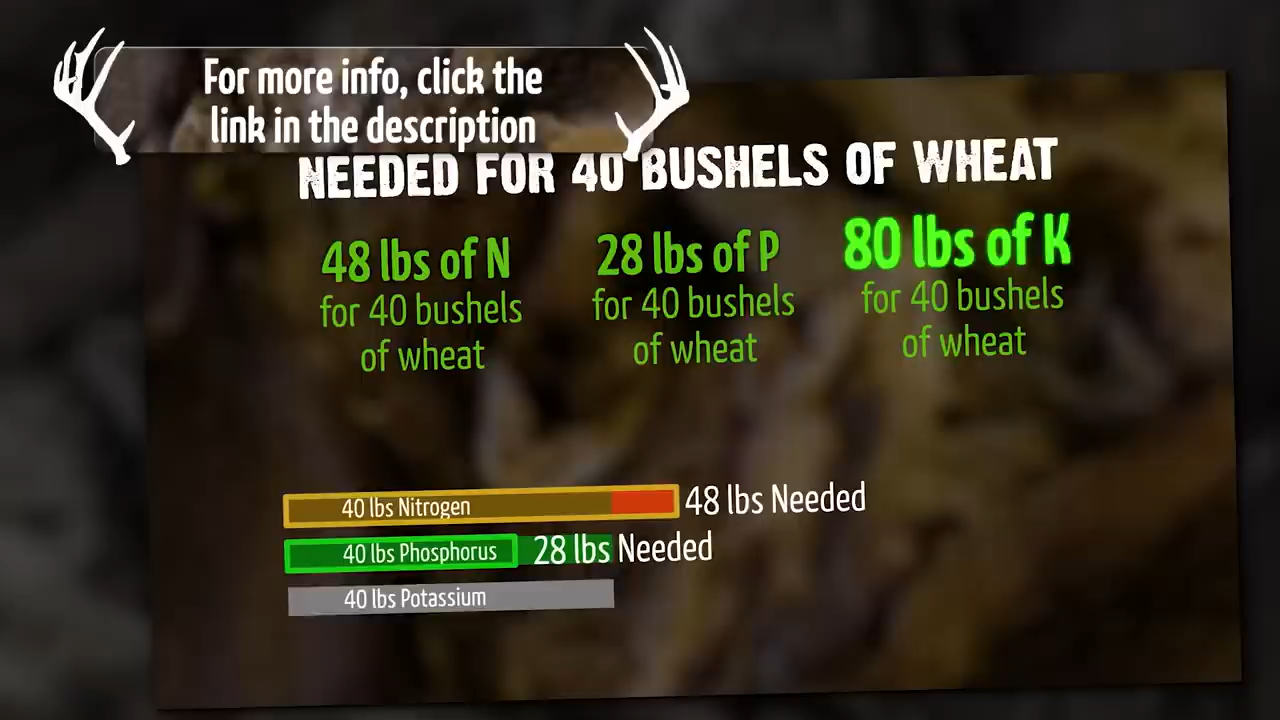 For more info, click the
link in the description
NEEDED FOR 40 BUSHELS OF WHEAT
48 lbs of N
for 40 bushels
of wheat
28 lbs of P
for 40 bushels
of wheat
80 lbs of K
for 40 bushels
of wheat
40 lbs Nitrogen 48 lbs Needed
40 lbs Phosphorus 28 lbs Needed
40 lbs Potassium